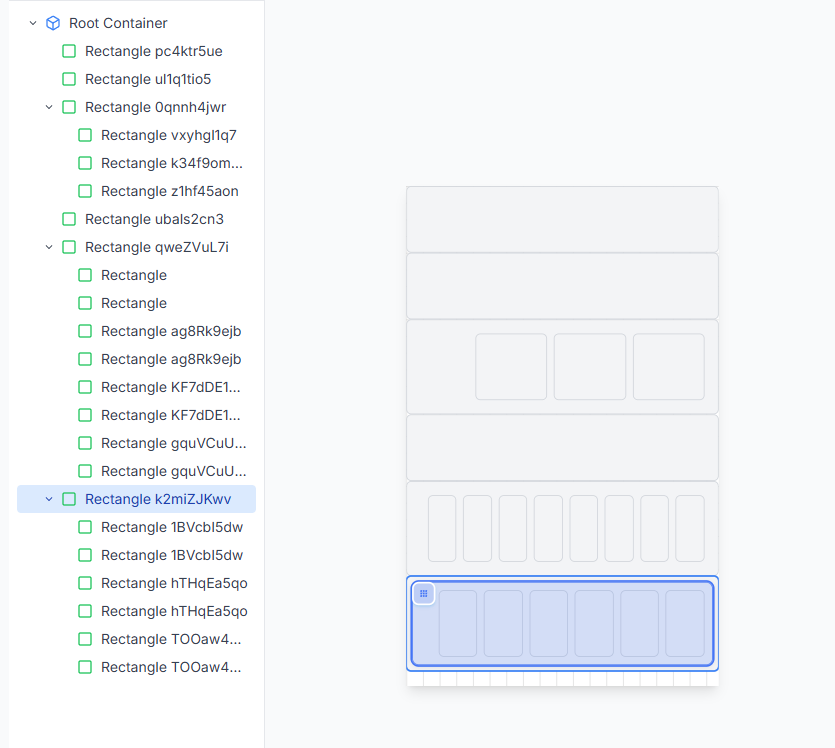 Root Container
Rectangle pc4ktr5ue
Rectangle ul1q1tio5
Rectangle 0qnnh4jwr
Rectangle vxyhgl1q7
Rectangle k34f9om...
Rectangle z1hf45aon
Rectangle ubals2cn3
Rectangle qweZVuL7i
Rectangle
Rectangle
Rectangle ag8Rk9ejb
Rectangle ag8Rk9ejb
Rectangle KF7dDE1...
Rectangle KF7dDE1...
Rectangle gquVCuU...
Rectangle gquVCuU...
Rectangle k2miZJKwv
Rectangle 1BVcbI5dw
Rectangle 1BVcbI5dw
Rectangle hTHqEa5qo
Rectangle hTHqEa5qo
Rectangle TOOaw4...
Rectangle TOOaw4...